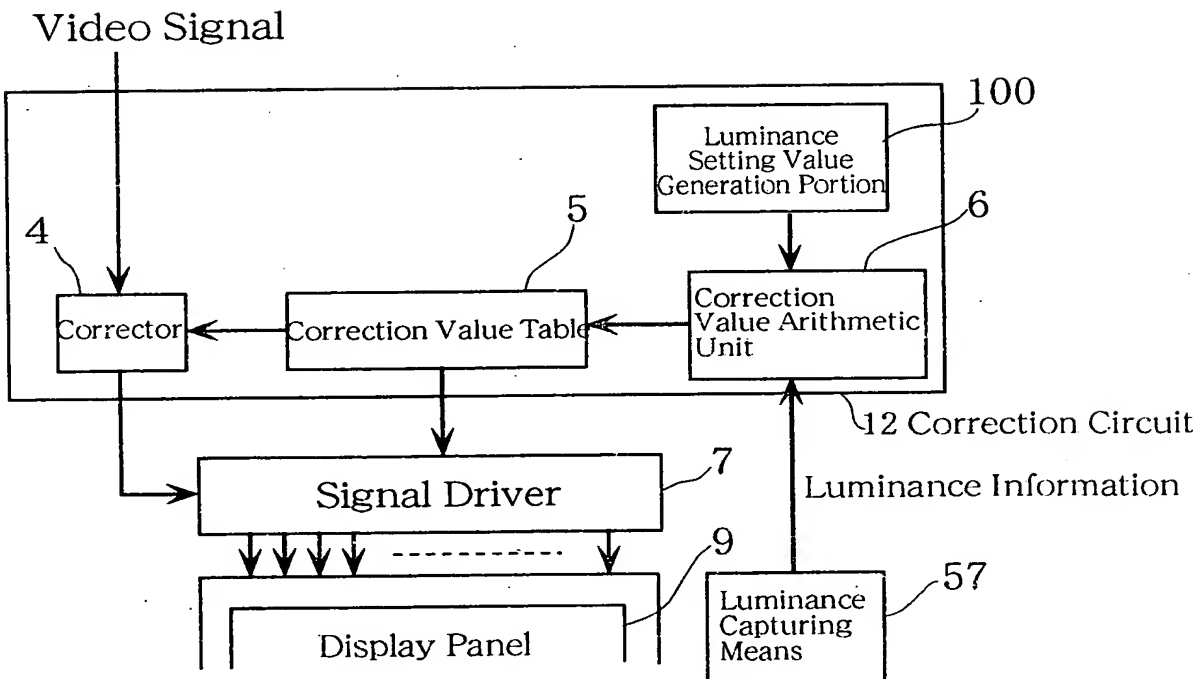 Video Signal
100
Luminance
Setting Value
Generation Portion
6
5
4
Corrector
Correction Value Table
Correction
Value Arithmetic
Unit
12 Correction Circuit
7
Signal Driver
Luminance Information
9
57
Display Panel
Luminance
Capturing
Means